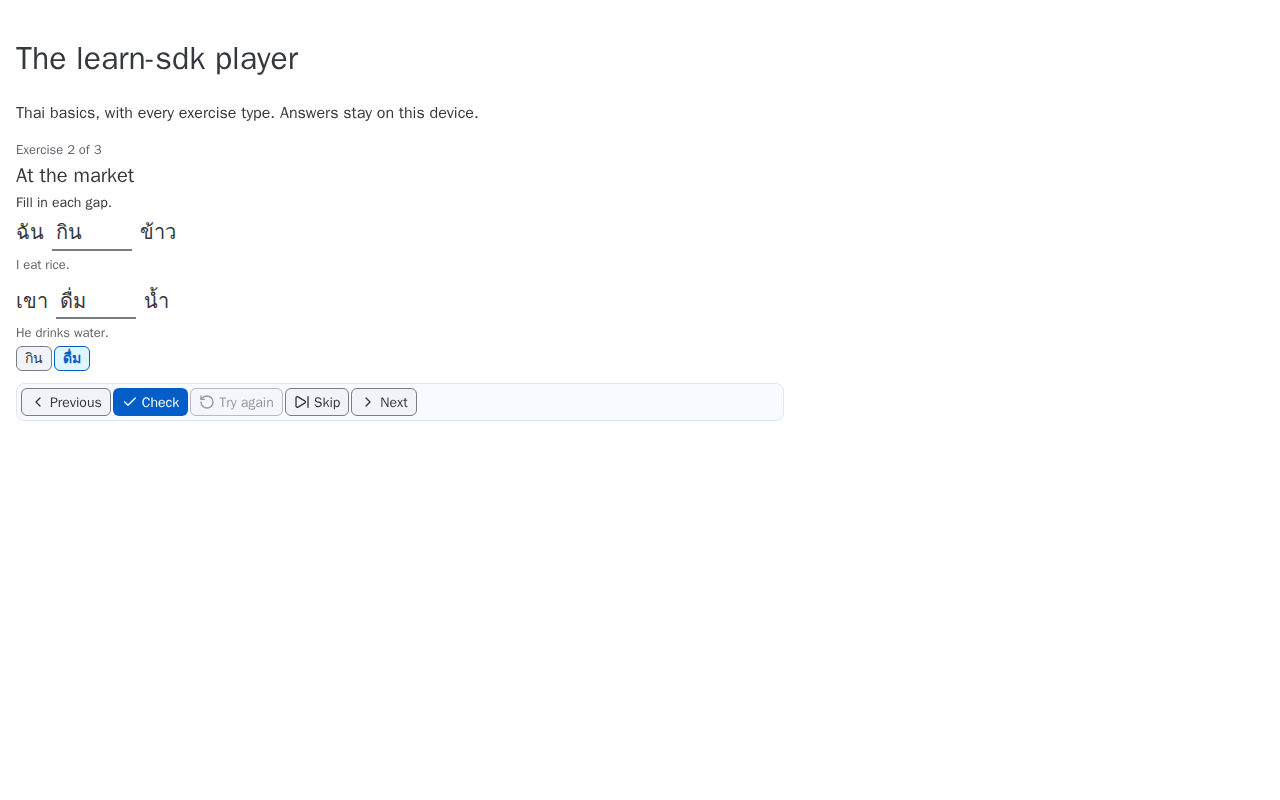 The learn-sdk player
Thai basics, with every exercise type. Answers stay on this device.
Exercise 2 of 3
At the market
Fill in each gap.
ฉัน กิน ข้าว
I eat rice.
เขา ดื่ม น้ำ
He drinks water.
กิน ดื่ม
Previous Check Try again Skip Next